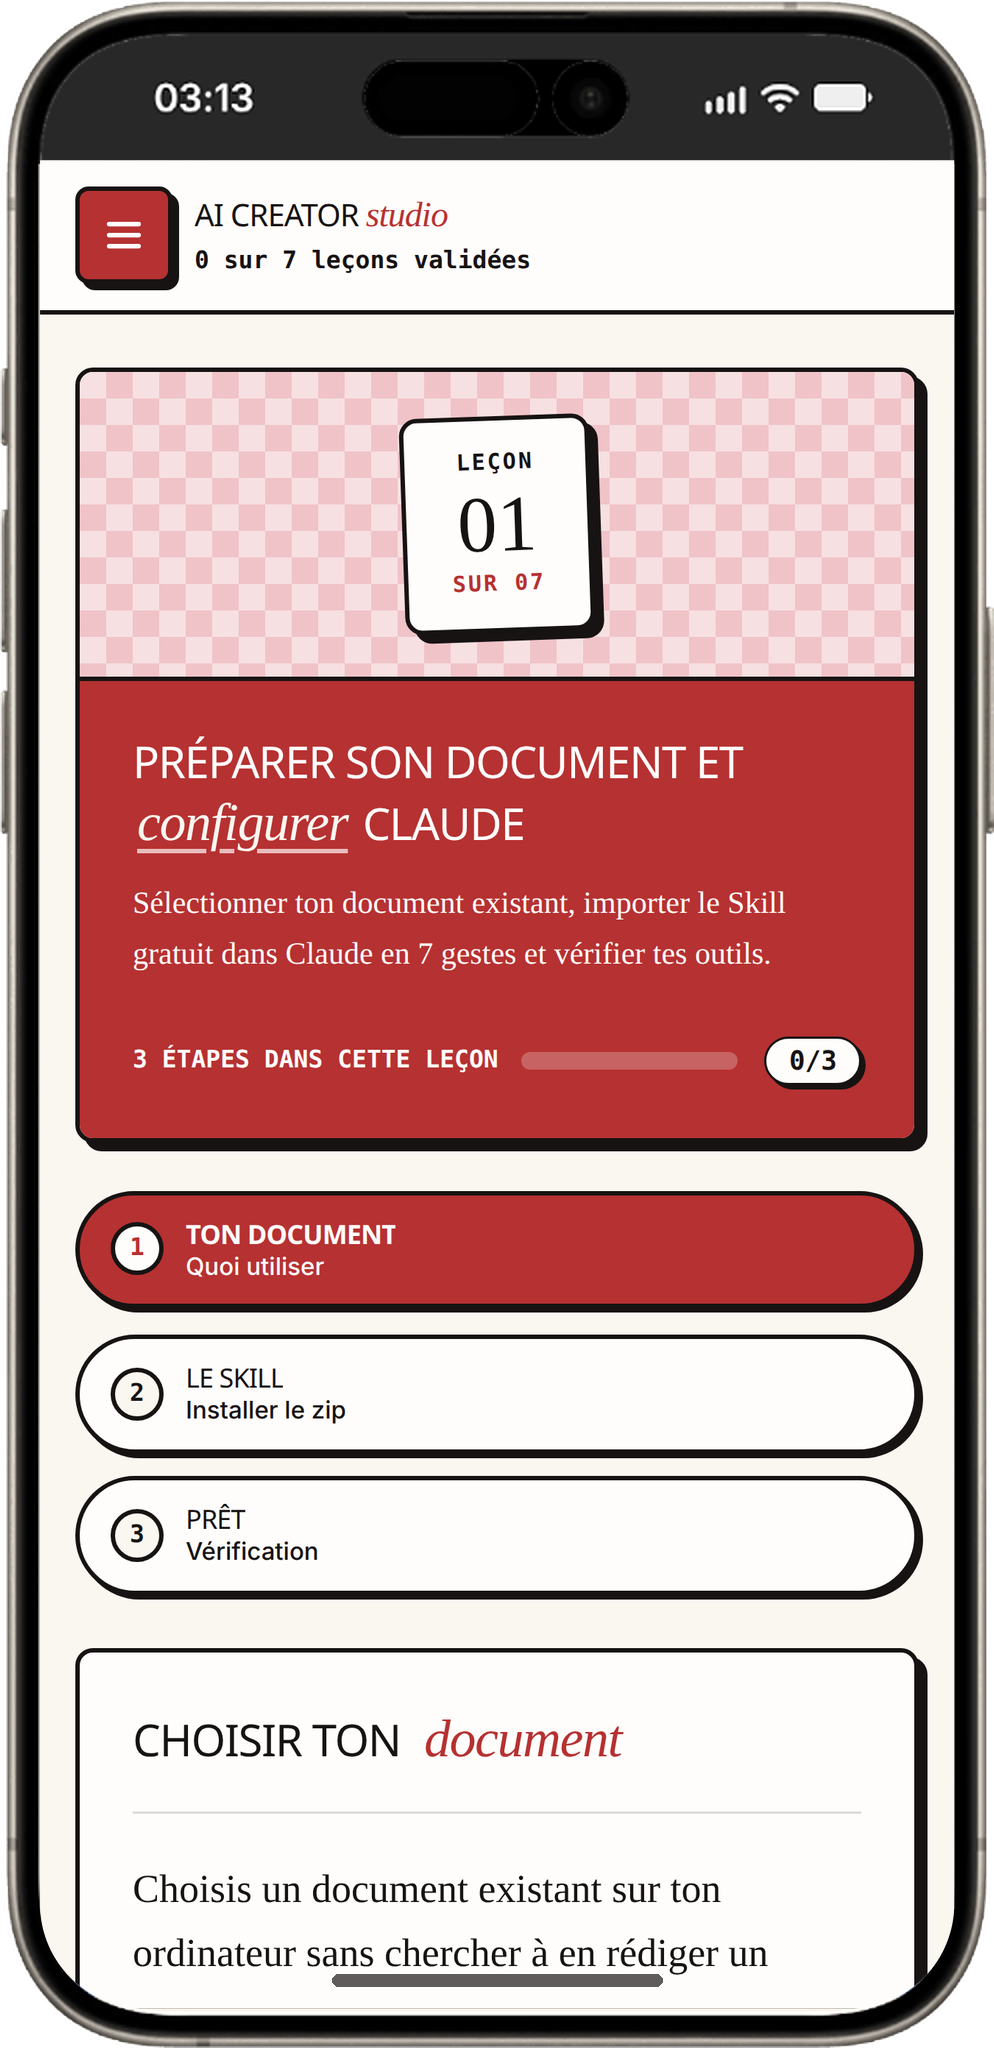 03:13
AI CREATOR studio
0 sur 7 leçons validées
LEÇON
01
SUR 07
PRÉPARER SON DOCUMENT ET
configurer CLAUDE
Sélectionner ton document existant, importer le Skill
gratuit dans Claude en 7 gestes et vérifier tes outils.
3 ÉTAPES DANS CETTE LEÇON
0/3
1
TON DOCUMENT
Quoi utiliser
2
LE SKILL
Installer le zip
3
PRÊT
Vérification
CHOISIR TON document
Choisis un document existant sur ton
ordinateur sans chercher à en rédiger un